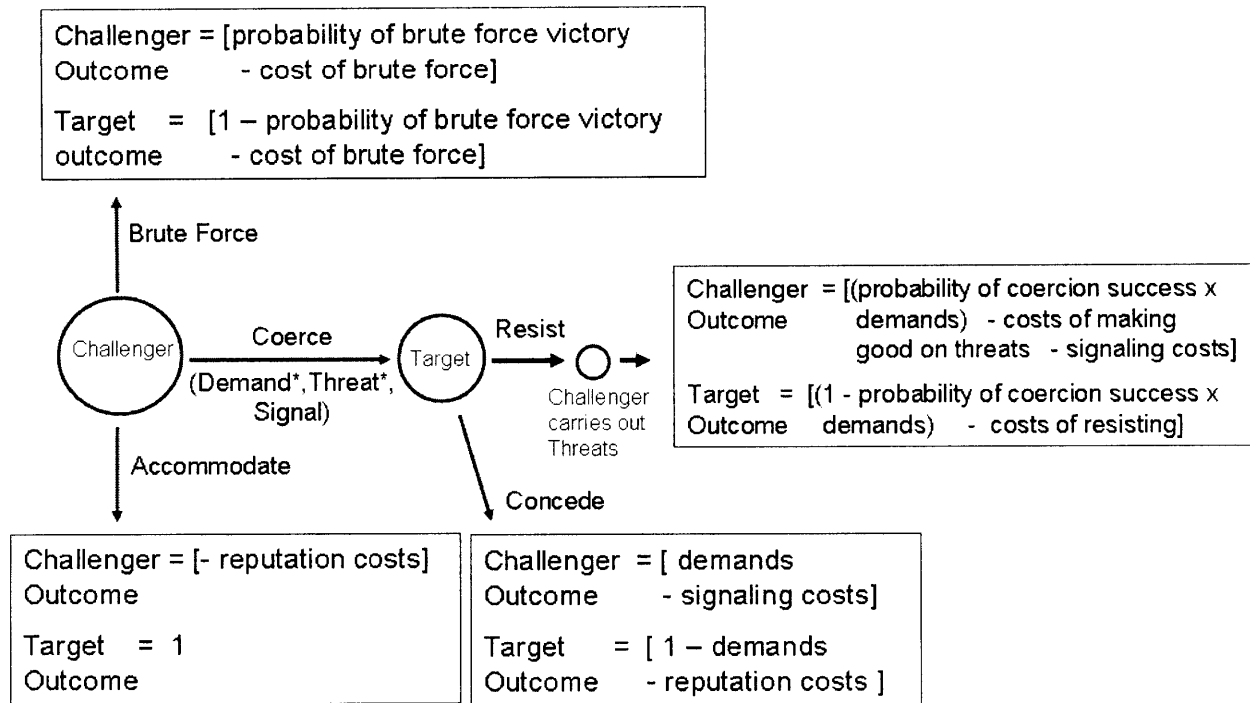 Challenger = [probability of brute force victory
Outcome - cost of brute force]
Target = [1 – probability of brute force victory
outcome - cost of brute force]
Brute Force
Challenger
Coerce
(Demand*, Threat*,
Signal)
Target
Resist
Challenger
carries out
Threats
Challenger = [(probability of coercion success x
Outcome demands) - costs of making
good on threats - signaling costs]
Target = [(1 - probability of coercion success x
Outcome demands) - costs of resisting]
Accommodate
Concede
Challenger = [- reputation costs]
Outcome
Target = 1
Outcome
Challenger = [ demands
Outcome - signaling costs]
Target = [ 1 – demands
Outcome - reputation costs ]